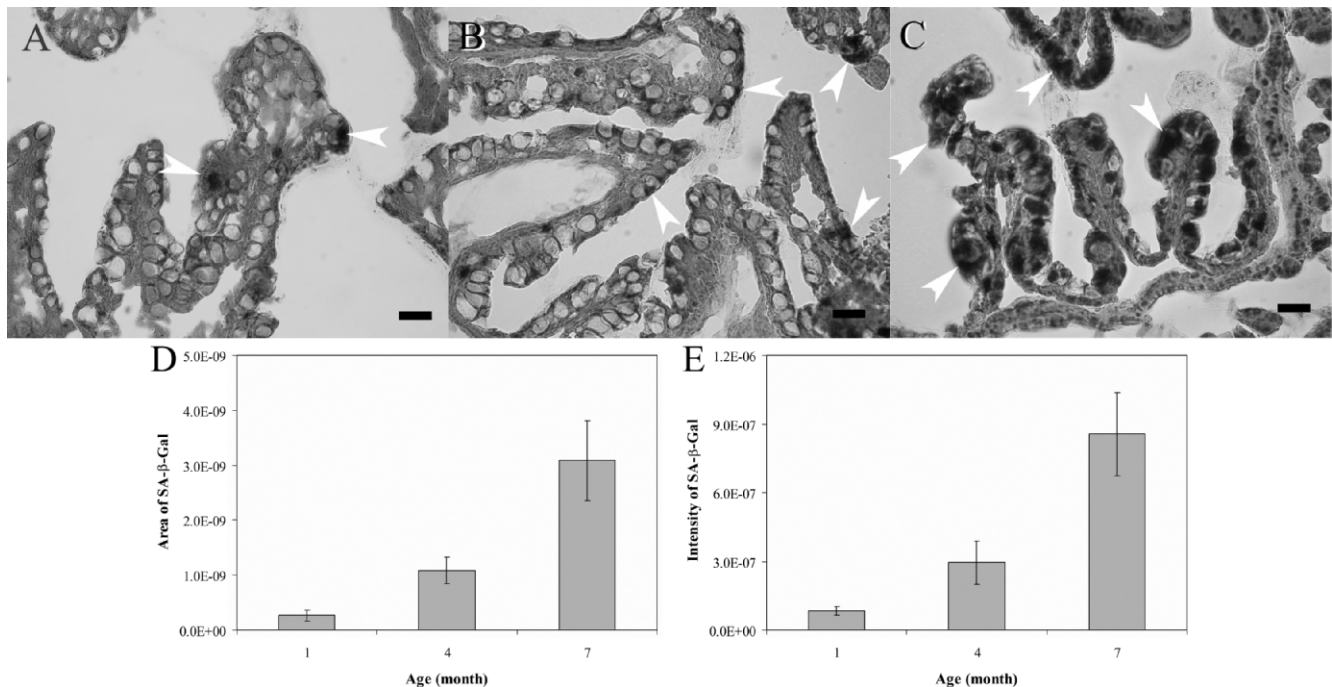 A
B
C
D
5.0E-09
4.0E-09
3.0E-09
2.0E-09
1.0E-09
0.0E+00
Area of SA-β-Gal
1
4
7
Age (month)
E
1.2E-06
9.0E-07
6.0E-07
3.0E-07
0.0E+00
Intensity of SA-β-Gal
1
4
7
Age (month)